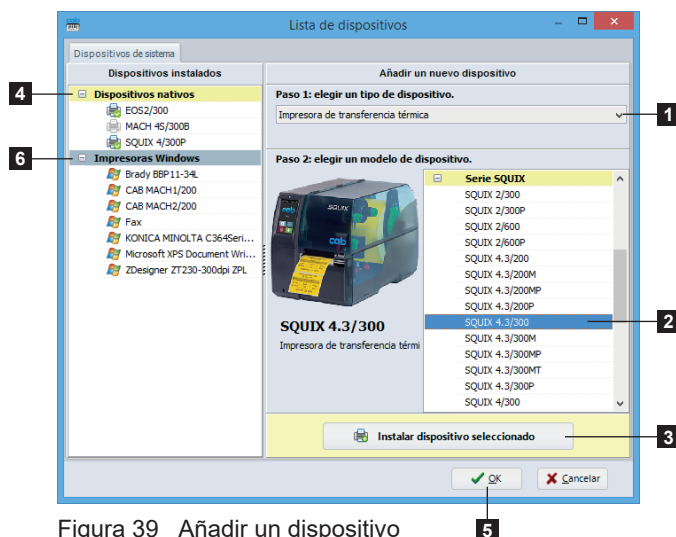 Lista de dispositivos
Dispositivos de sistema
Dispositivos instalados
Dispositivos nativos
EOS2/300
MACH 4S/300B
SQUIX 4/300P
Impresoras Windows
Brady BBP11-34L
CAB MACH1/200
CAB MACH2/200
Fax
KONICA MINOLTA C364Seri...
Microsoft XPS Document Wri...
ZDesigner ZT230-300dpi ZPL
Añadir un nuevo dispositivo
Paso 1: elegir un tipo de dispositivo.
Impresora de transferencia térmica
Paso 2: elegir un modelo de dispositivo.
SQUIX
cab
cab
SQUIX 4.3/300
Impresora de transferencia térmi
Serie SQUIX
SQUIX 2/300
SQUIX 2/300P
SQUIX 2/600
SQUIX 2/600P
SQUIX 4.3/200
SQUIX 4.3/200M
SQUIX 4.3/200MP
SQUIX 4.3/200P
SQUIX 4.3/300
SQUIX 4.3/300M
SQUIX 4.3/300MP
SQUIX 4.3/300MT
SQUIX 4.3/300P
SQUIX 4/300
Instalar dispositivo seleccionado
OK
Cancelar
4
6
1
2
3
5
Figura 39 Añadir un dispositivo